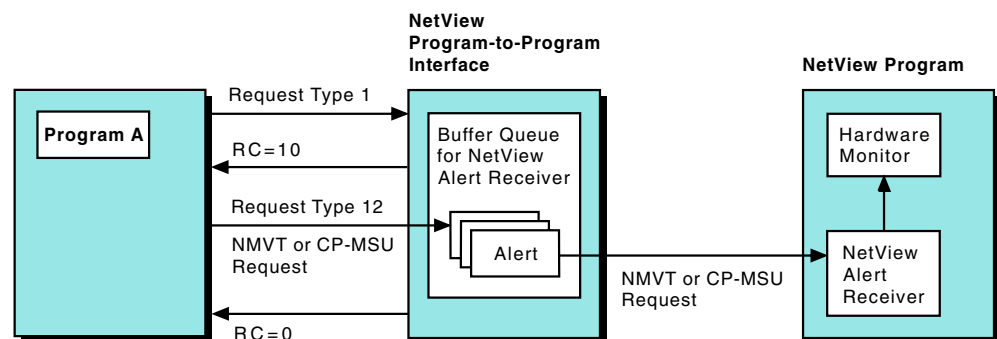 NetView
Program-to-Program
Interface
NetView Program
Program A
Request Type 1
RC=10
Request Type 12
NMVT or CP-MSU
Request
RC=0
Buffer Queue
for NetView
Alert Receiver
Alert
NMVT or CP-MSU
Request
Hardware
Monitor
NetView
Alert
Receiver